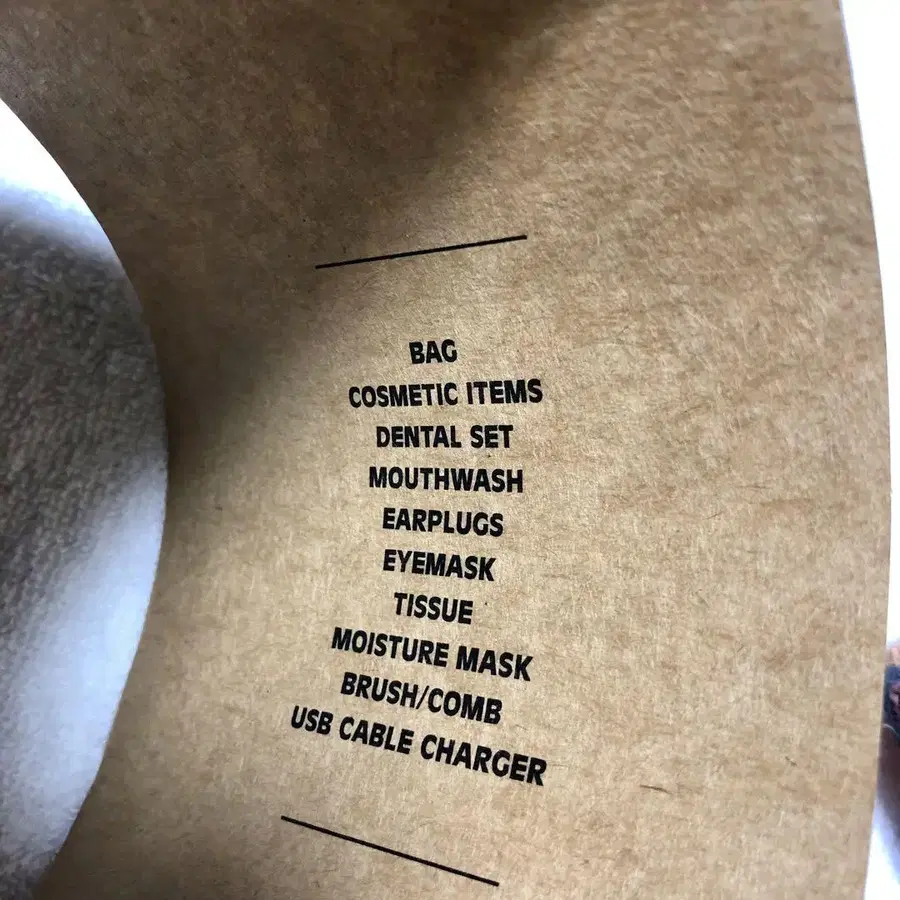 BAG
COSMETIC ITEMS
DENTAL SET
MOUTHWASH
EARPLUGS
EYEMASK
TISSUE
MOISTURE MASK
BRUSH/COMB
USB CABLE CHARGER